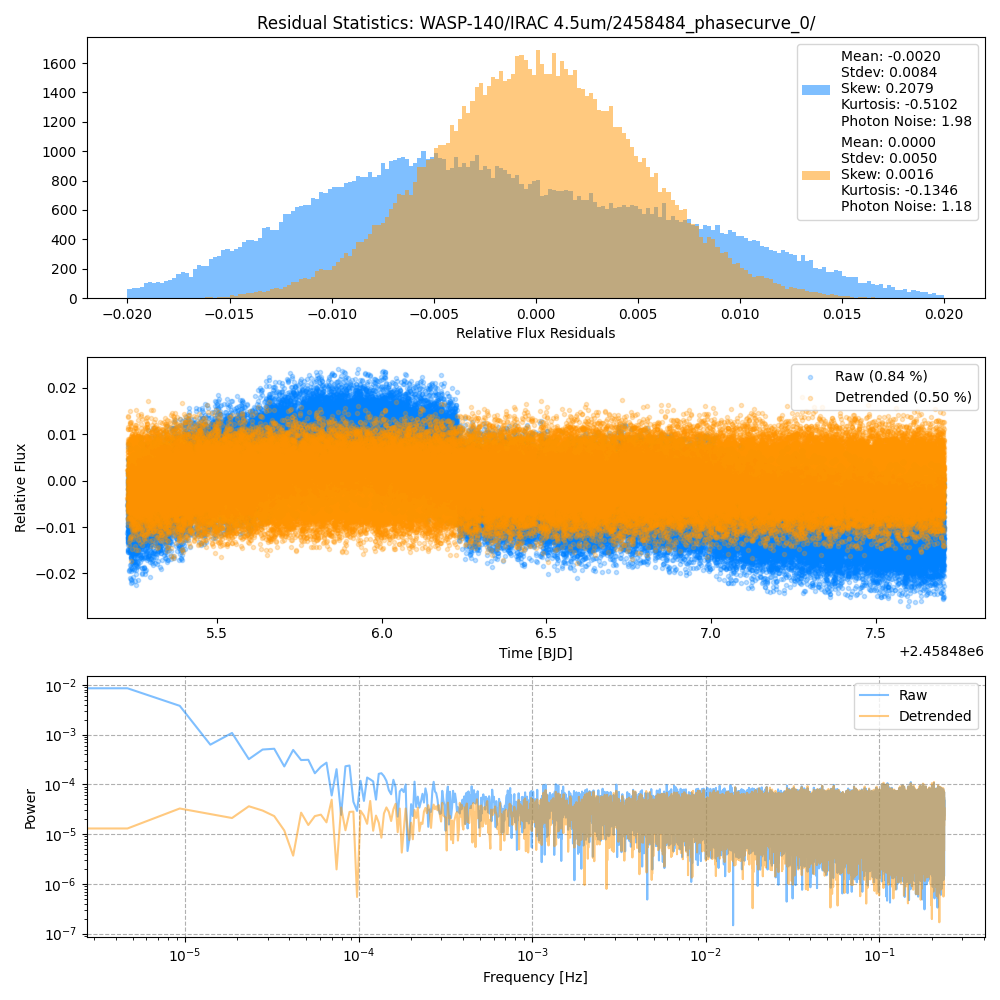 Residual Statistics: WASP-140/IRAC 4.5um/2458484_phasecurve_0/
1600
1400
1200
1000
800
600
400
200
0
Mean: -0.0020
Stdev: 0.0084
Skew: 0.2079
Kurtosis: -0.5102
Photon Noise: 1.98
Mean: 0.0000
Stdev: 0.0050
Skew: 0.0016
Kurtosis: -0.1346
Photon Noise: 1.18
−0.020 −0.015 −0.010 −0.005 0.000 0.005 0.010 0.015 0.020
Relative Flux Residuals
Relative Flux
0.02
0.01
0.00
−0.01
−0.02
Raw (0.84 %)
Detrended (0.50 %)
5.5 6.0 6.5 7.0 7.5
Time [BJD]
+2.45848e6
Power
10⁻²
10⁻³
10⁻⁴
10⁻⁵
10⁻⁶
10⁻⁷
Raw
Detrended
10⁻⁵ 10⁻⁴ 10⁻³ 10⁻² 10⁻¹
Frequency [Hz]